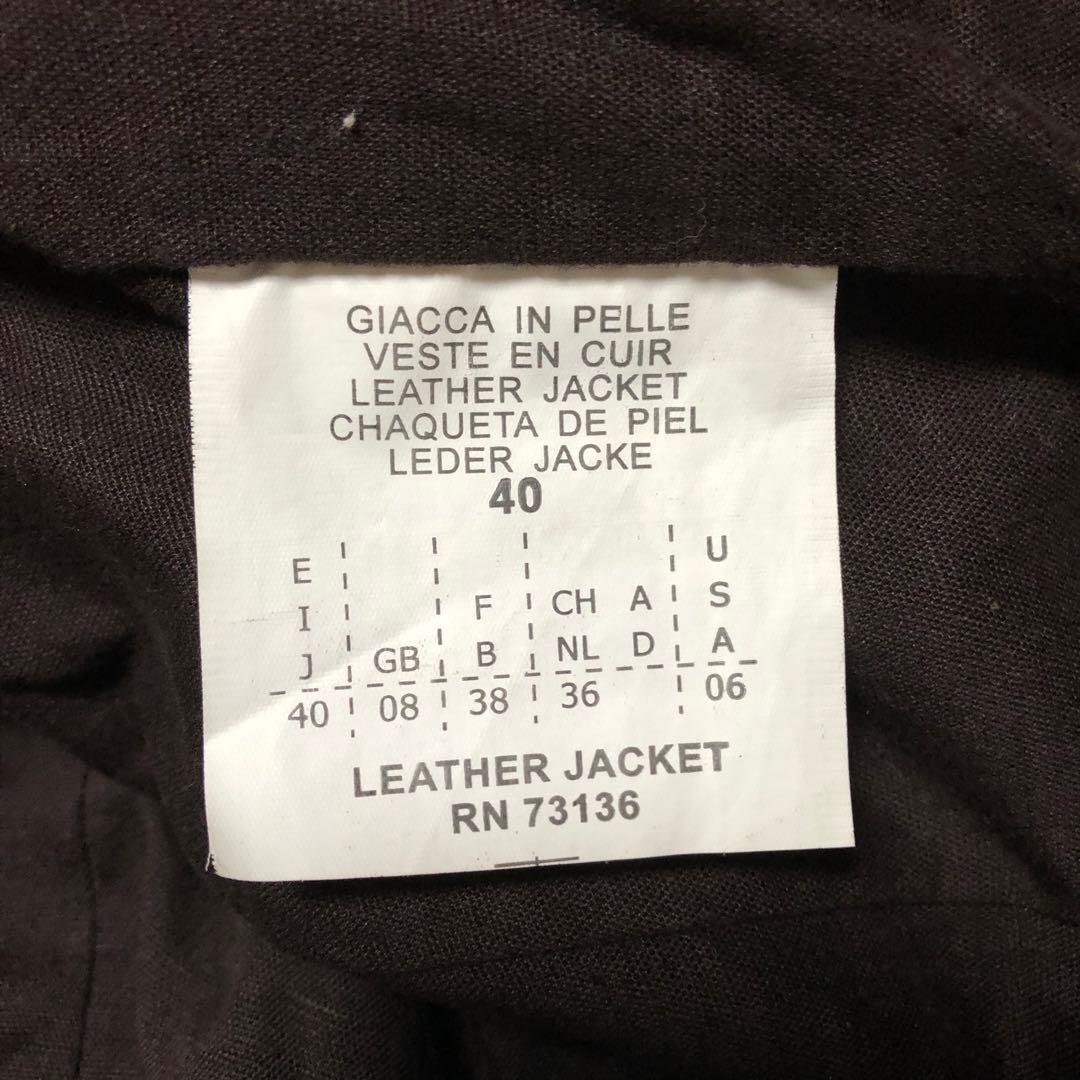 GIACCA IN PELLE
VESTE EN CUIR
LEATHER JACKET
CHAQUETA DE PIEL
LEDER JACKE
40
E U
I F CH A S
J GB B NL D A
40 08 38 36 06
LEATHER JACKET
RN 73136